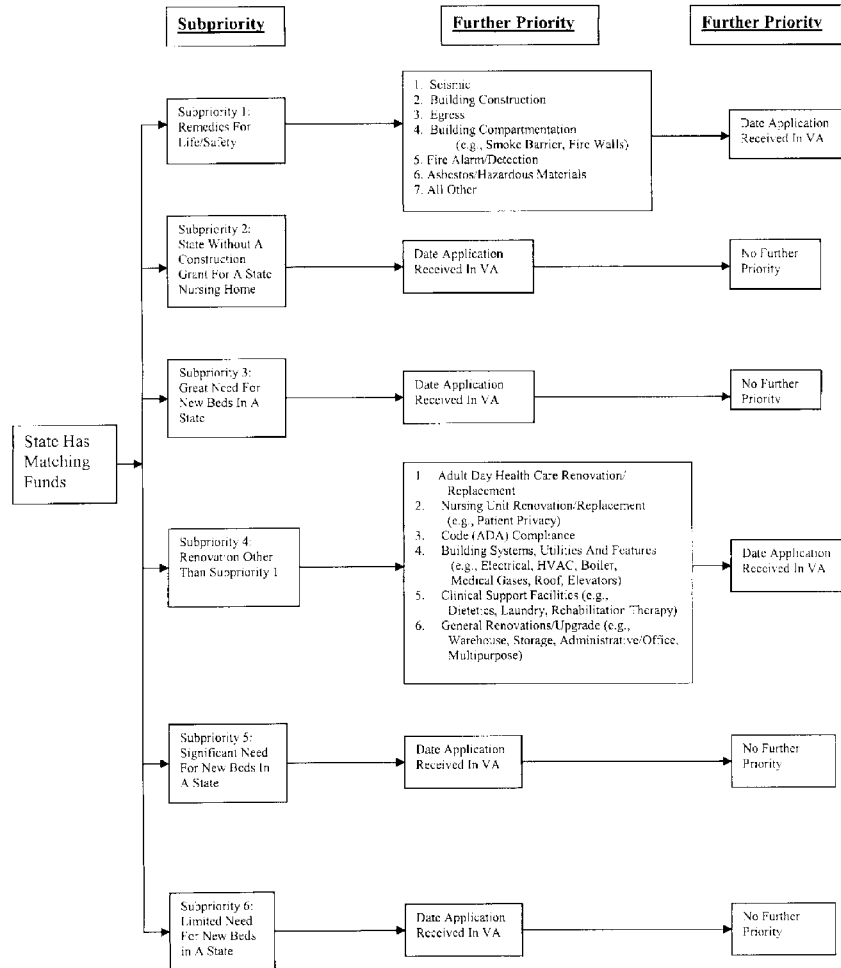 Subpriority
Further Priority
Further Priority
Subpriority 1:
Remedies For
Life/Safety
1. Seismic
2. Building Construction
3. Egress
4. Building Compartmentation
(e.g., Smoke Barrier, Fire Walls)
5. Fire Alarm/Detection
6. Asbestos/Hazardous Materials
7. All Other
Date Application
Received In VA
Subpriority 2:
State Without A
Construction
Grant For A State
Nursing Home
Date Application
Received In VA
No Further
Priority
Subpriority 3:
Great Need For
New Beds In A
State
Date Application
Received In VA
No Further
Priority
State Has
Matching
Funds
Subpriority 4:
Renovation Other
Than Subpriority 1
1 Adult Day Health Care Renovation/
Replacement
2. Nursing Unit Renovation/Replacement
(e.g., Patient Privacy)
3. Code (ADA) Compliance
4. Building Systems, Utilities And Features
(e.g., Electrical, HVAC, Boiler,
Medical Gases, Roof, Elevators)
5. Clinical Support Facilities (e.g.,
Dietetics, Laundry, Rehabilitation Therapy)
6. General Renovations/Upgrade (e.g.,
Warehouse, Storage, Administrative/Office,
Multipurpose)
Date Application
Received In VA
Subpriority 5:
Significant Need
For New Beds In
A State
Date Application
Received In VA
No Further
Priority
Subpriority 6:
Limited Need
For New Beds
in A State
Date Application
Received In VA
No Further
Priority